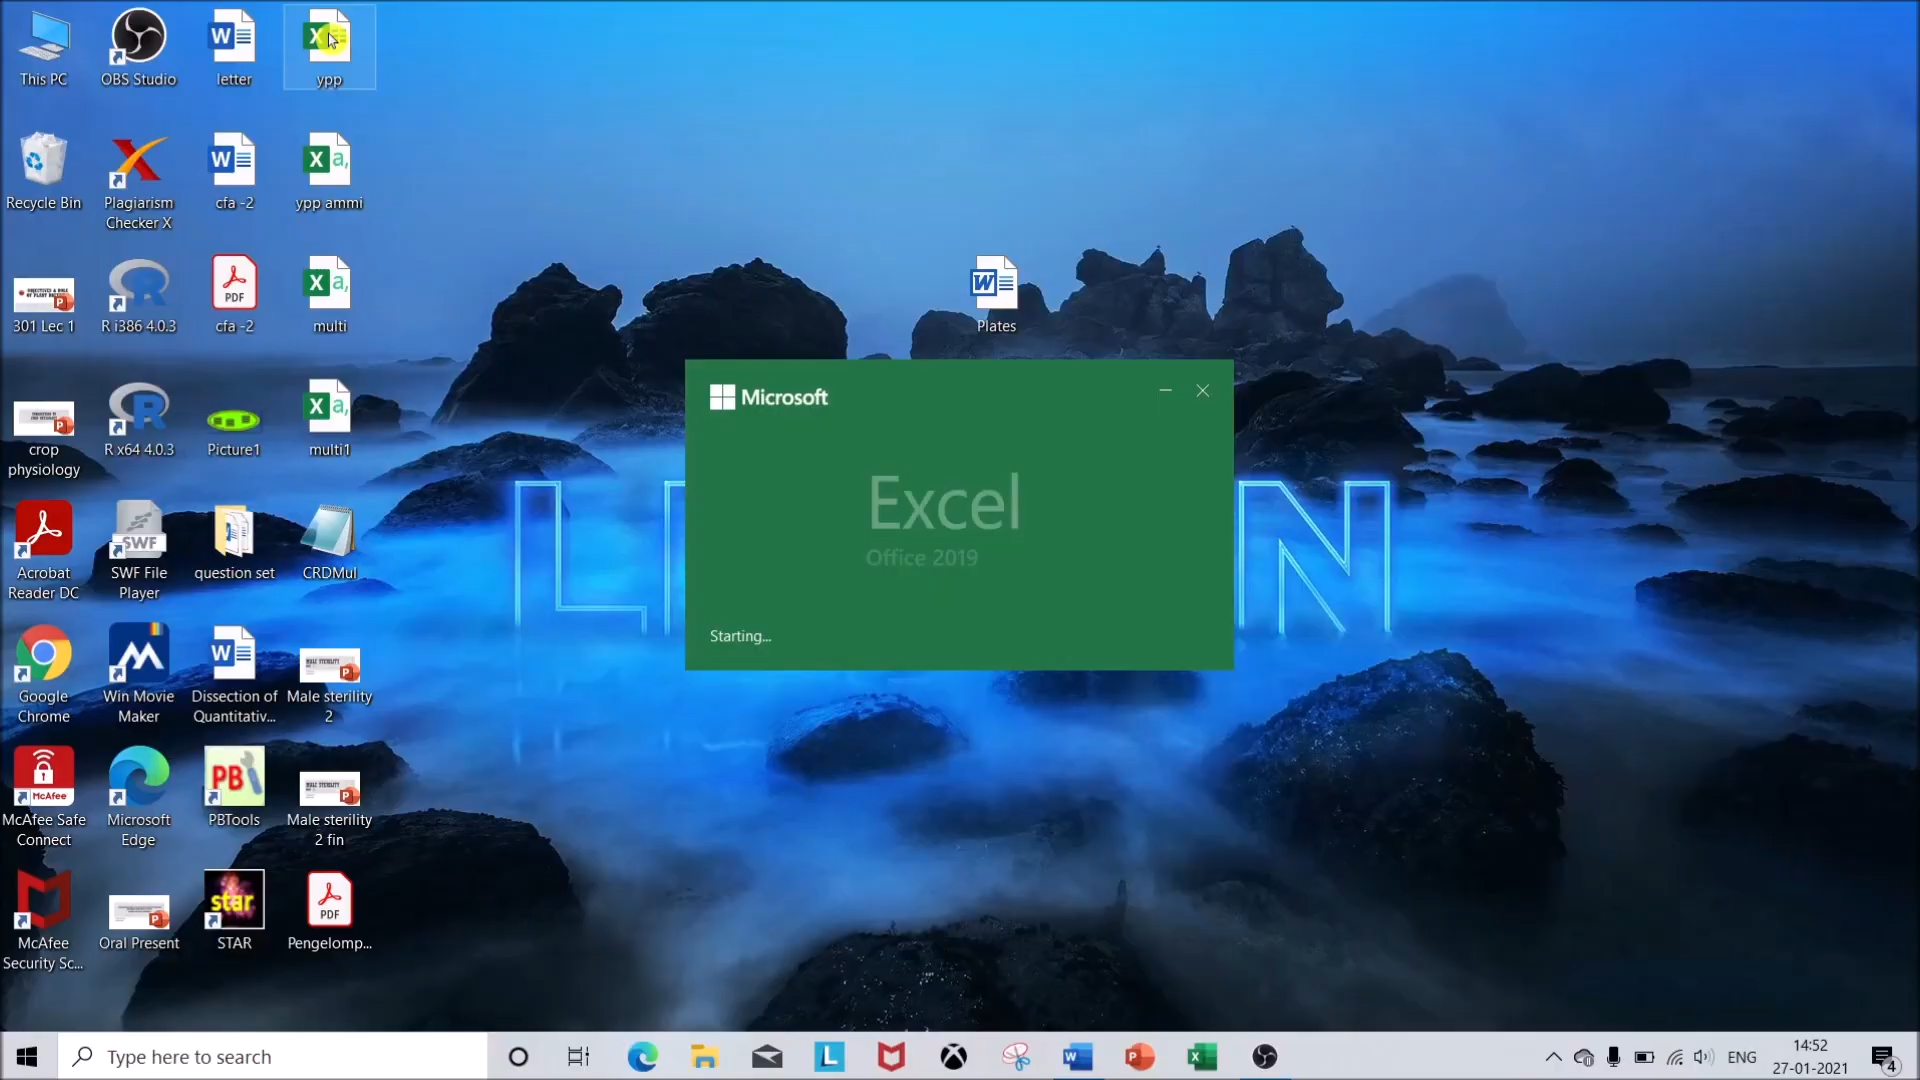 This PC
OBS Studio
letter
ypp
Recycle Bin
Plagiarism
Checker X
cfa -2
ypp ammi
301 Lec 1
R i386 4.0.3
cfa -2
multi
Plates
crop
physiology
R x64 4.0.3
Picture1
multi1
Microsoft
Excel
Office 2019
Starting...
Acrobat
Reader DC
SWF File
Player
question set
CRDMul
Google
Chrome
Win Movie
Maker
Dissection of
Quantitativ...
Male sterility
2
McAfee Safe
Connect
Microsoft
Edge
PBTools
Male sterility
2 fin
McAfee
Security Sc...
Oral Present
STAR
Pengelomp...
Type here to search
ENG
14:52
27-01-2021
4